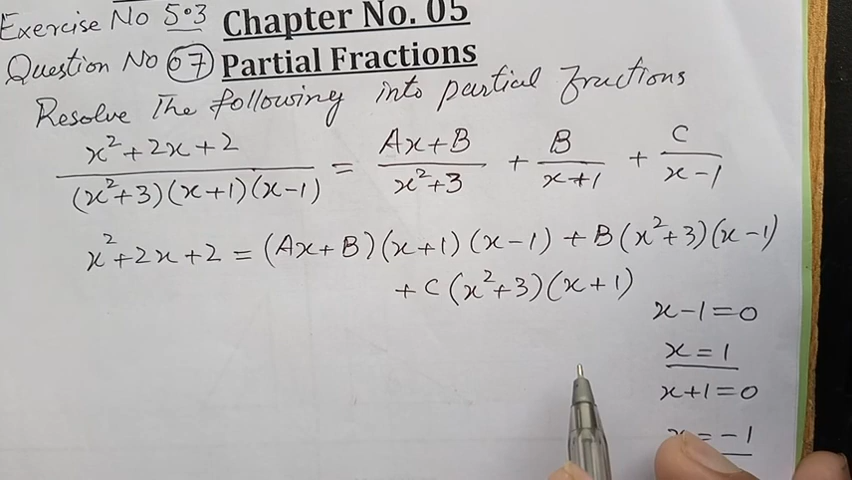 Exercise No 5.3 Chapter No. 05
Question No 07 Partial Fractions
Resolve The following into partial fractions
x²+2x+2 / (x²+3)(x+1)(x-1) = Ax+B / x²+3 + B / x+1 + C / x-1
x²+2x+2 = (Ax+B)(x+1)(x-1) + B(x²+3)(x-1)
+ C(x²+3)(x+1)
x-1=0
x=1
x+1=0
x=-1